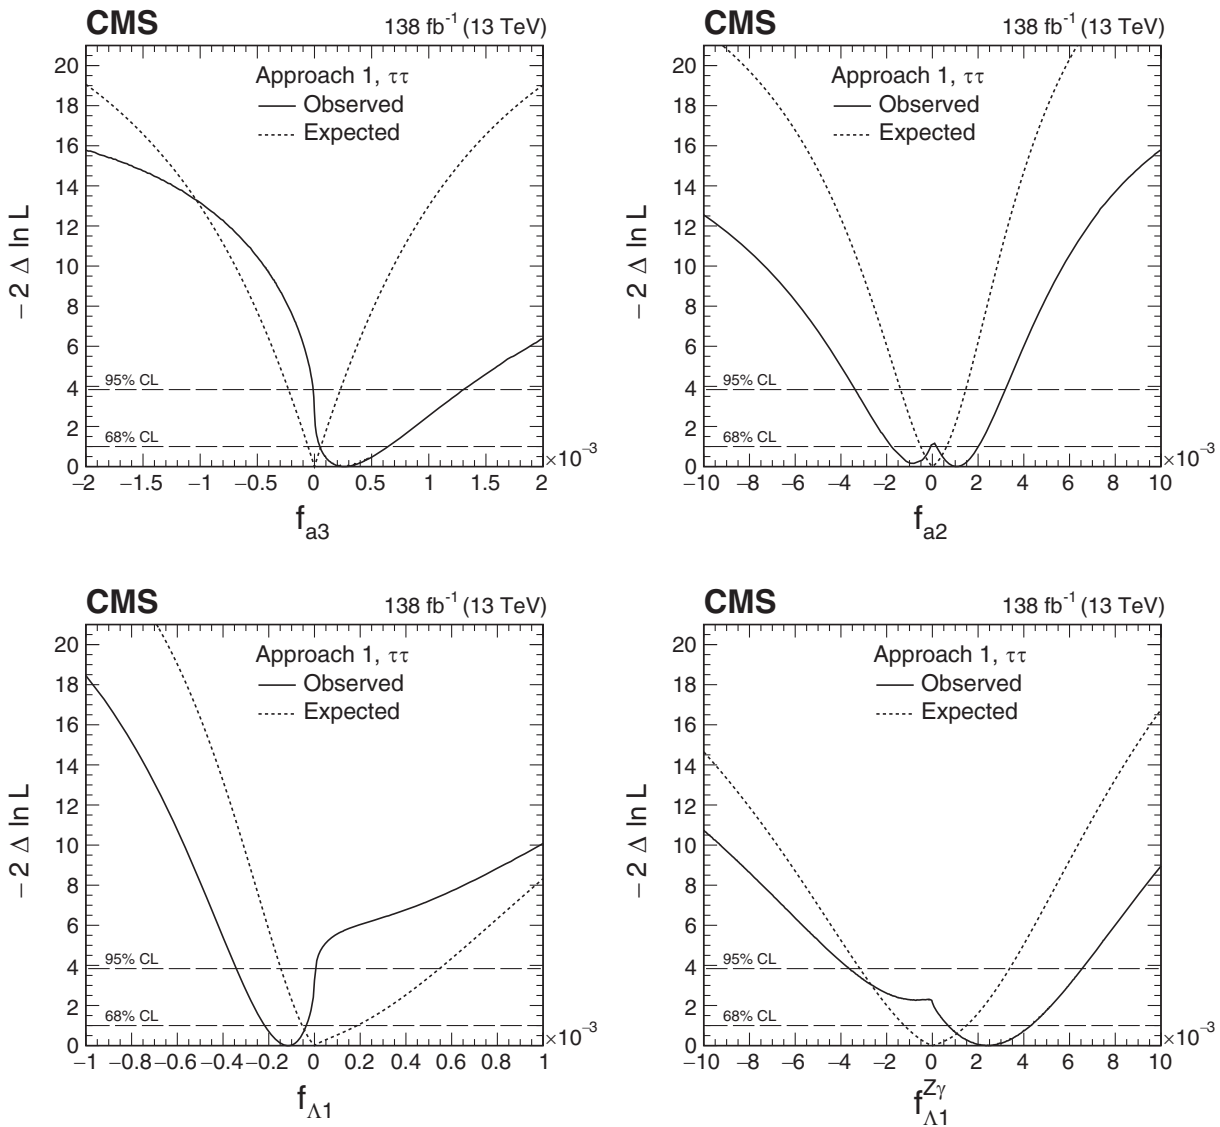 CMS 138 fb⁻¹ (13 TeV)
Approach 1, ττ
Observed
Expected
− 2 Δ ln L
20
18
16
14
12
10
8
6
4
2
0
95% CL
68% CL
−2 −1.5 −1 −0.5 0 0.5 1 1.5 2
×10⁻³
f_a3
CMS 138 fb⁻¹ (13 TeV)
Approach 1, ττ
Observed
Expected
− 2 Δ ln L
20
18
16
14
12
10
8
6
4
2
0
95% CL
68% CL
−10 −8 −6 −4 −2 0 2 4 6 8 10
×10⁻³
f_a2
CMS 138 fb⁻¹ (13 TeV)
Approach 1, ττ
Observed
Expected
− 2 Δ ln L
20
18
16
14
12
10
8
6
4
2
0
95% CL
68% CL
−1 −0.8 −0.6 −0.4 −0.2 0 0.2 0.4 0.6 0.8 1
×10⁻³
f_Λ1
CMS 138 fb⁻¹ (13 TeV)
Approach 1, ττ
Observed
Expected
− 2 Δ ln L
20
18
16
14
12
10
8
6
4
2
0
95% CL
68% CL
−10 −8 −6 −4 −2 0 2 4 6 8 10
×10⁻³
f_Λ1^Zγ